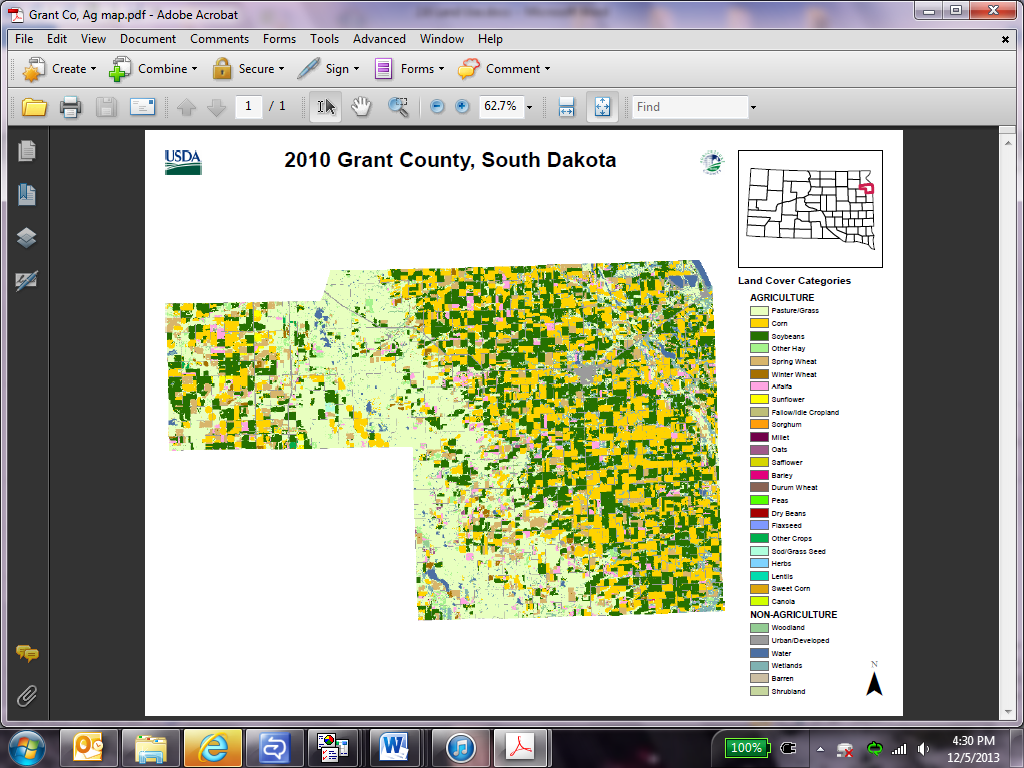 Grant Co, Ag map.pdf - Adobe Acrobat
File Edit View Document Comments Forms Tools Advanced Window Help
Create Combine Secure Sign Forms Comment
1 / 1 62.7% Find
USDA
2010 Grant County, South Dakota
Land Cover Categories
AGRICULTURE
Pasture/Grass
Corn
Soybeans
Other Hay
Spring Wheat
Winter Wheat
Alfalfa
Sunflower
Fallow/Idle Cropland
Sorghum
Millet
Oats
Safflower
Barley
Durum Wheat
Peas
Dry Beans
Flaxseed
Other Crops
Sod/Grass Seed
Herbs
Lentils
Sweet Corn
Canola
NON-AGRICULTURE
Woodland
Urban/Developed
Water
Wetlands
Barren
Shrubland
N
100%
4:30 PM
12/5/2013